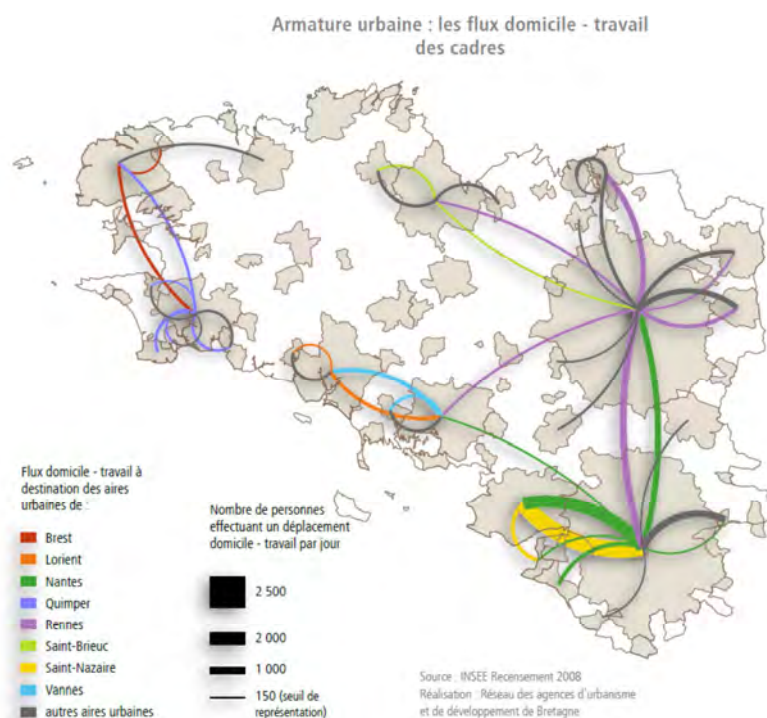 Armature urbaine : les flux domicile - travail
des cadres
Flux domicile - travail à
destination des aires
urbaines de :
Brest
Lorient
Nantes
Quimper
Rennes
Saint-Brieuc
Saint-Nazaire
Vannes
autres aires urbaines
Nombre de personnes
effectuant un déplacement
domicile - travail par jour
2 500
2 000
1 000
150 (seuil de
représentation)
Source : INSEE Recensement 2008
Réalisation : Réseau des agences d'urbanisme
et de développement de Bretagne